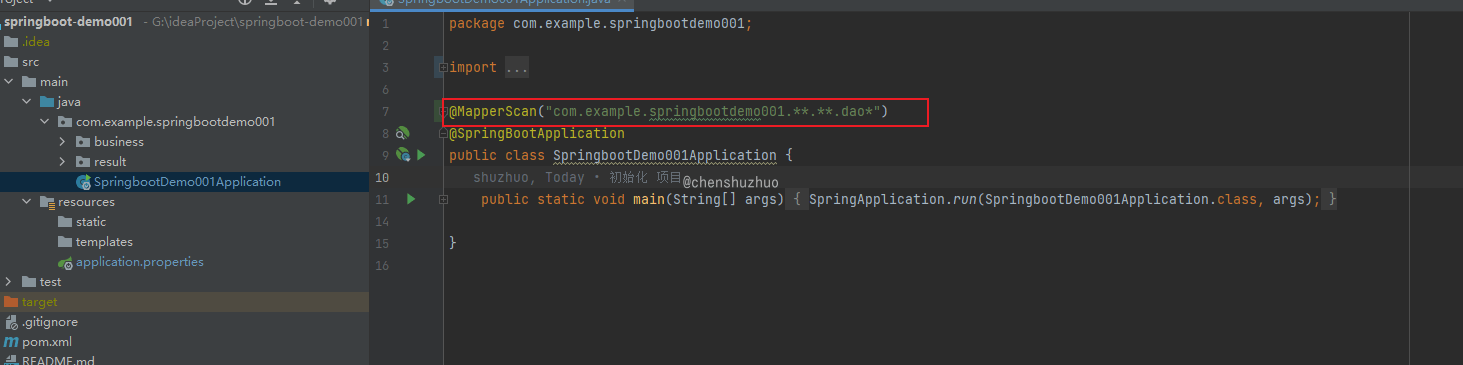 springboot-demo001 - G:\ideaProject\springboot-demo001
.idea
src
main
java
com.example.springbootdemo001
business
result
SpringbootDemo001Application
resources
static
templates
application.properties
test
target
.gitignore
pom.xml
README.md
SpringbootDemo001Application.java
1 package com.example.springbootdemo001;
2
3 import ...
6
7 @MapperScan("com.example.springbootdemo001.**.**.dao*")
8 @SpringBootApplication
9 public class SpringbootDemo001Application {
10 shuzhuo, Today • 初始化 项目
@chenshuzhuo
11 public static void main(String[] args) { SpringApplication.run(SpringbootDemo001Application.class, args); }
14
15 }
16